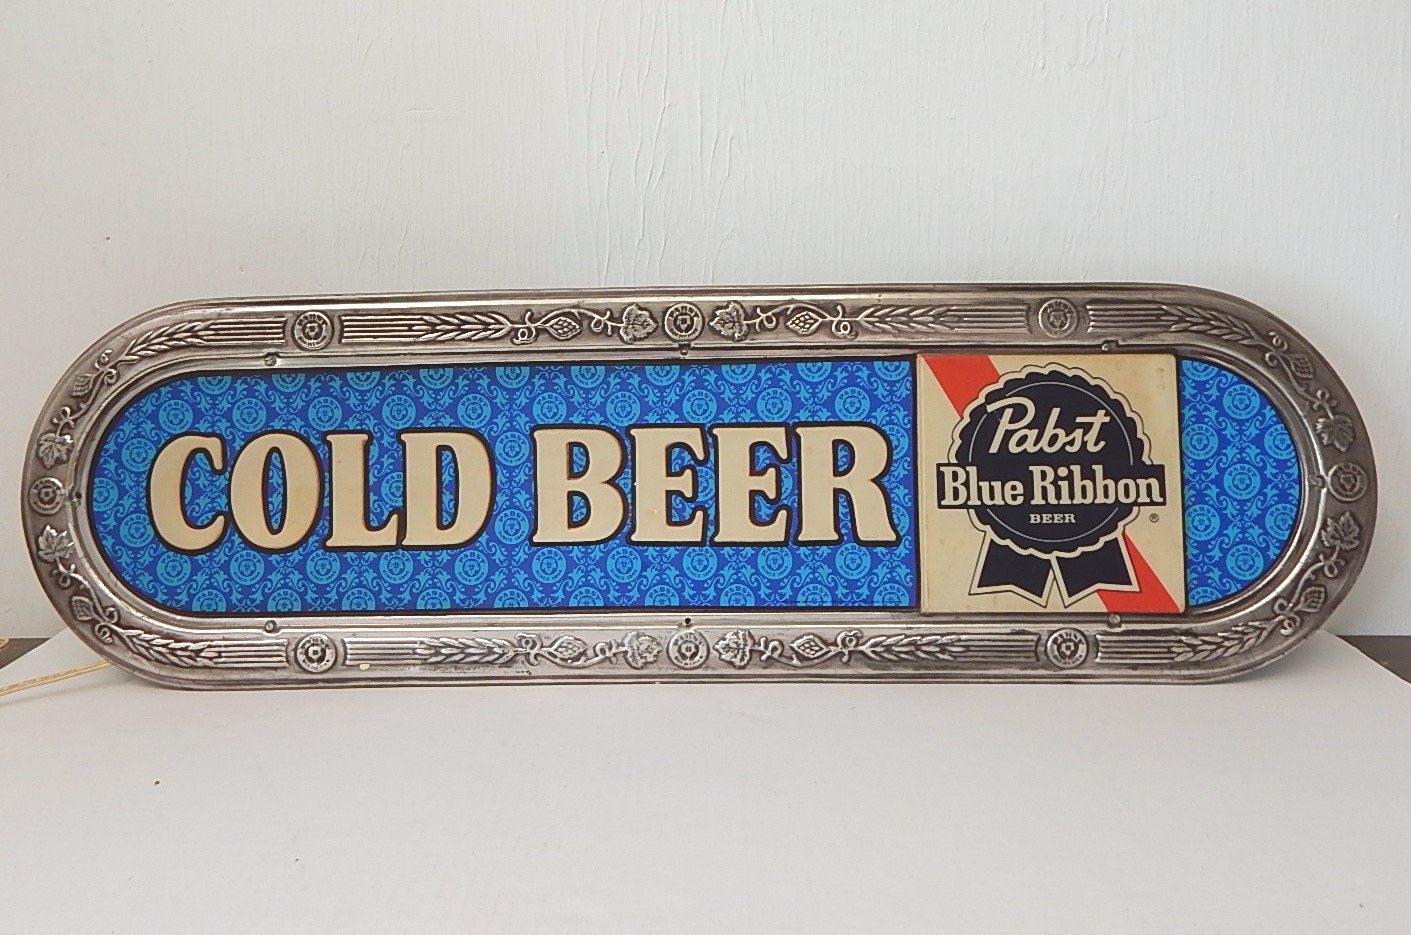 COLD BEER
Pabst
Blue Ribbon
BEER
®